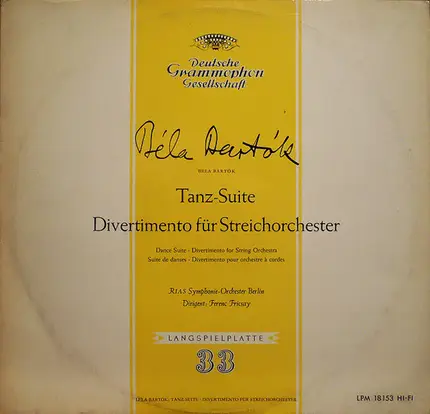 Deutsche
Grammophon
Gesellschaft
Béla Bartók
BÉLA BARTÓK
Tanz-Suite
Divertimento für Streichorchester
Dance Suite - Divertimento for String Orchestra
Suite de danses - Divertimento pour orchestre à cordes
RIAS Symphonie-Orchester Berlin
Dirigent: Ferenc Fricsay
LANGSPIELPLATTE
33
BÉLA BARTÓK: TANZ-SUITE · DIVERTIMENTO FÜR STREICHORCHESTER
LPM 18153 HI-FI